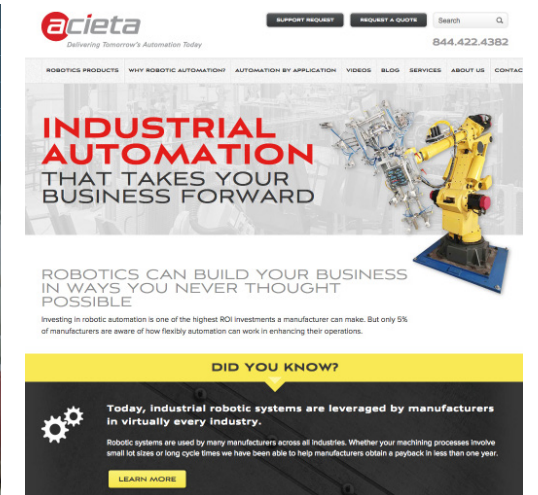 acieta
Delivering Tomorrow's Automation Today
SUPPORT REQUEST
REQUEST A QUOTE
Search
844.422.4382
ROBOTICS PRODUCTS WHY ROBOTIC AUTOMATION? AUTOMATION BY APPLICATION VIDEOS BLOG SERVICES ABOUT US CONTAC
INDUSTRIAL
AUTOMATION
THAT TAKES YOUR
BUSINESS FORWARD
ROBOTICS CAN BUILD YOUR BUSINESS
IN WAYS YOU NEVER THOUGHT
POSSIBLE
Investing in robotic automation is one of the highest ROI investments a manufacturer can make. But only 5%
of manufacturers are aware of how flexibly automation can work in enhancing their operations.
DID YOU KNOW?
Today, industrial robotic systems are leveraged by manufacturers
in virtually every industry.
Robotic systems are used by many manufacturers across all industries. Whether your machining processes involve
small lot sizes or long cycle times we have been able to help manufacturers obtain a payback in less than one year.
LEARN MORE